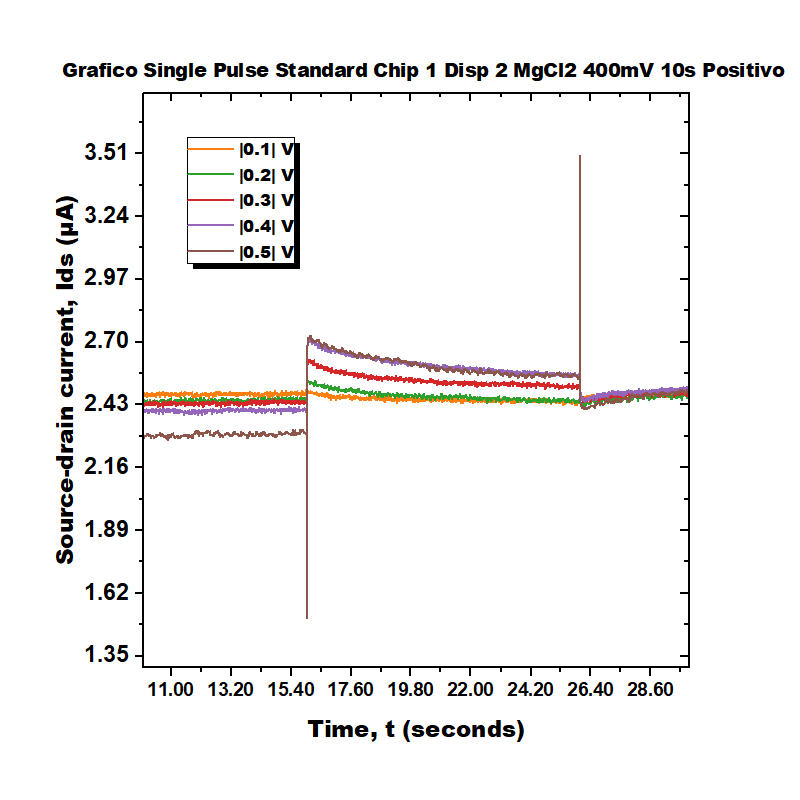 Grafico Single Pulse Standard Chip 1 Disp 2 MgCl2 400mV 10s Positivo
|0.1| V
|0.2| V
|0.3| V
|0.4| V
|0.5| V
Source-drain current, Ids (µA)
3.51
3.24
2.97
2.70
2.43
2.16
1.89
1.62
1.35
11.00 13.20 15.40 17.60 19.80 22.00 24.20 26.40 28.60
Time, t (seconds)